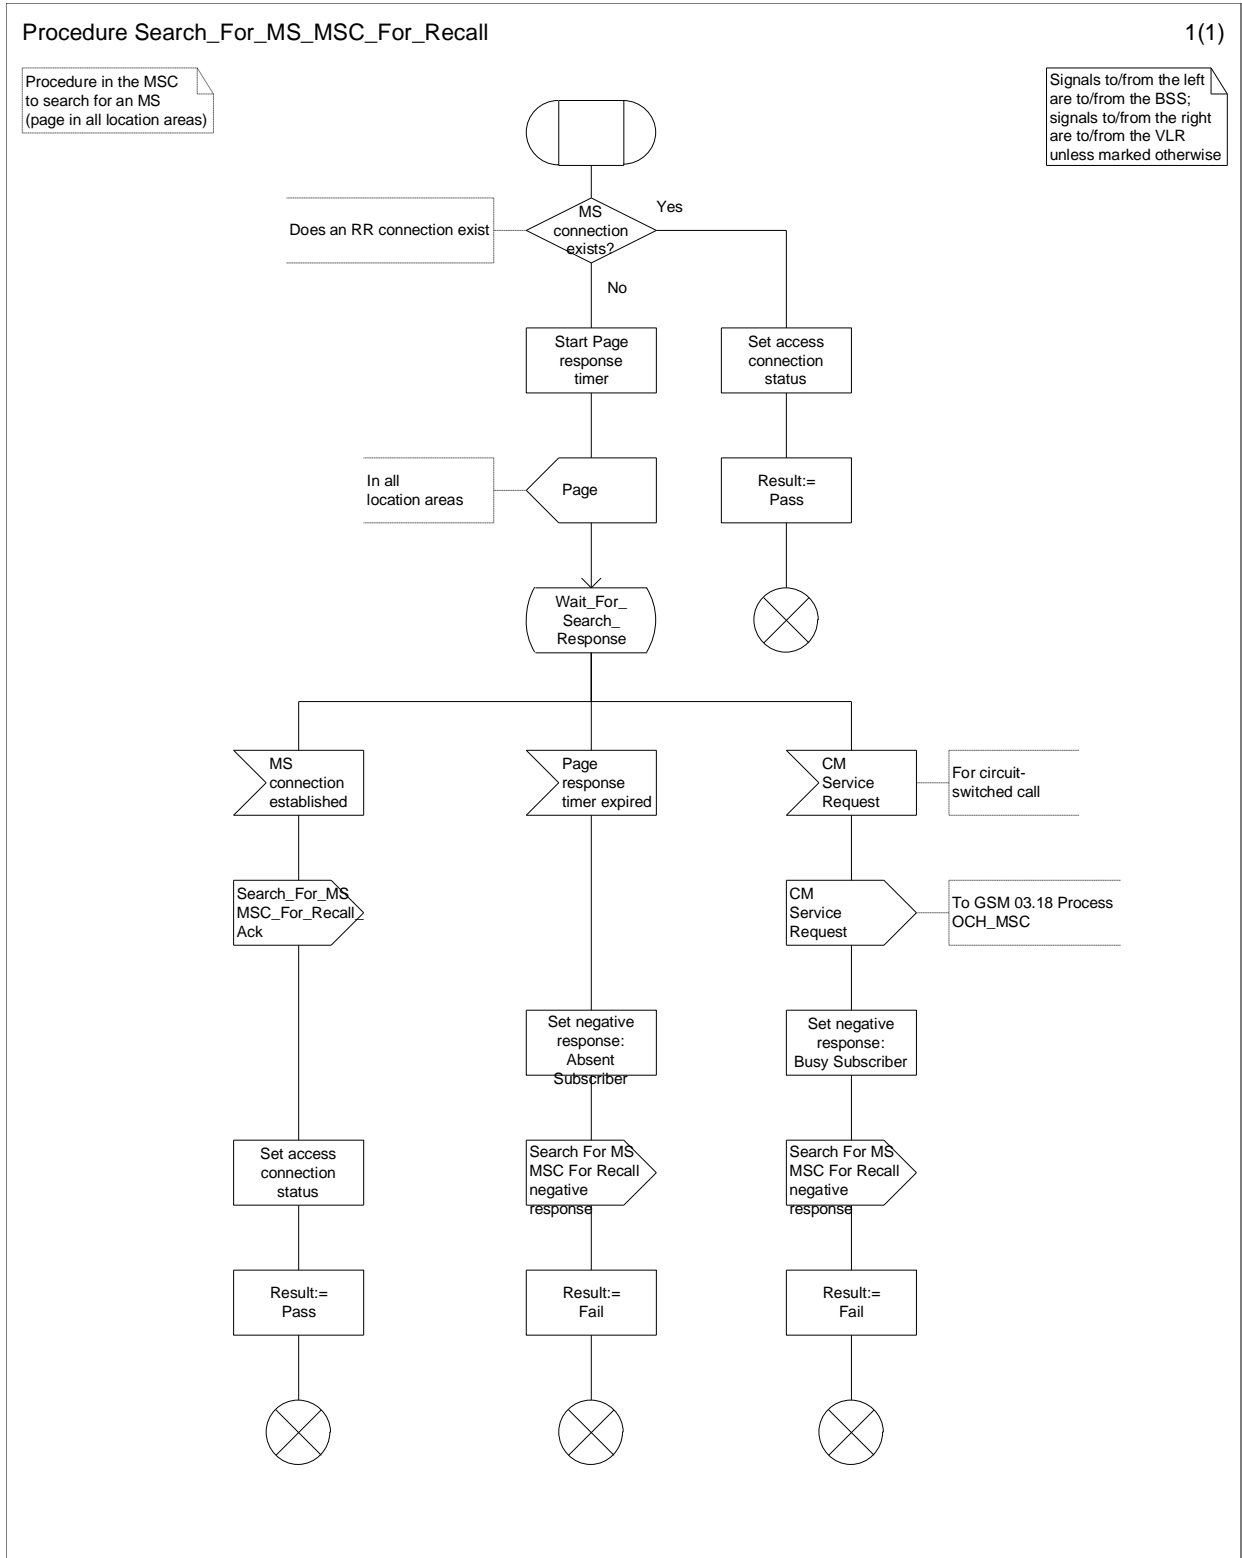 Procedure Search_For_MS_MSC_For_Recall
1(1)
Procedure in the MSC
to search for an MS
(page in all location areas)
Signals to/from the left
are to/from the BSS;
signals to/from the right
are to/from the VLR
unless marked otherwise
Does an RR connection exist
MS
connection
exists?
Yes
No
Start Page
response
timer
Set access
connection
status
In all
location areas
Page
Result:=
Pass
Wait_For_
Search_
Response
MS
connection
established
Page
response
timer expired
CM
Service
Request
For circuit-
switched call
Search_For_MS
MSC_For_Recall_
Ack
CM
Service
Request
To GSM 03.18 Process
OCH_MSC
Set negative
response:
Absent
Subscriber
Set negative
response:
Busy Subscriber
Set access
connection
status
Search For MS
MSC For Recall
negative
response
Search For MS
MSC For Recall
negative
response
Result:=
Pass
Result:=
Fail
Result:=
Fail